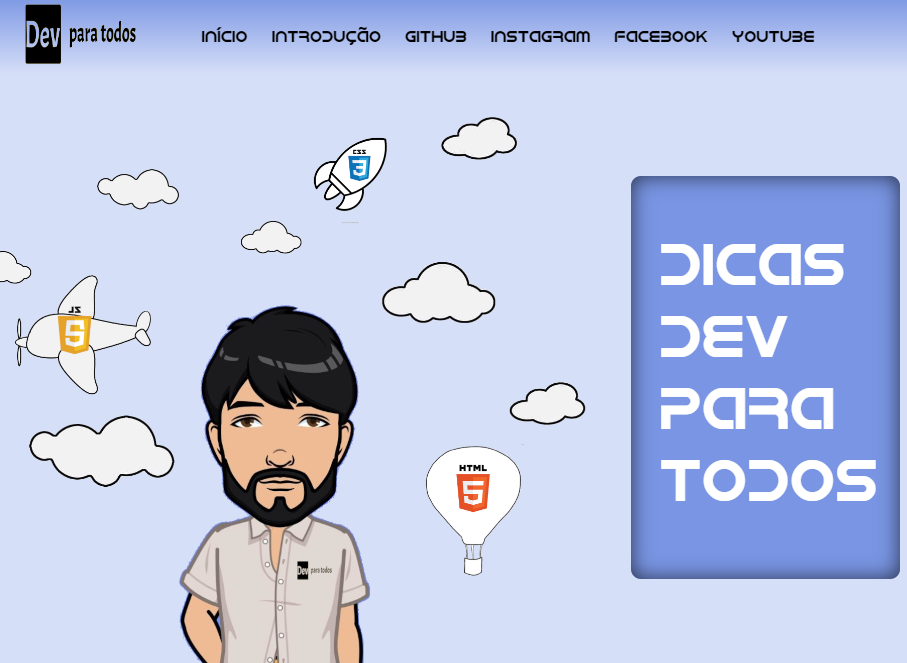 Dev para todos
INÍCIO INTRODUÇÃO GITHUB INSTAGRAM FACEBOOK YOUTUBE
CSS
3
JS
5
DICAS
DEV
PARA
TODOS
HTML
5
Dev para todos